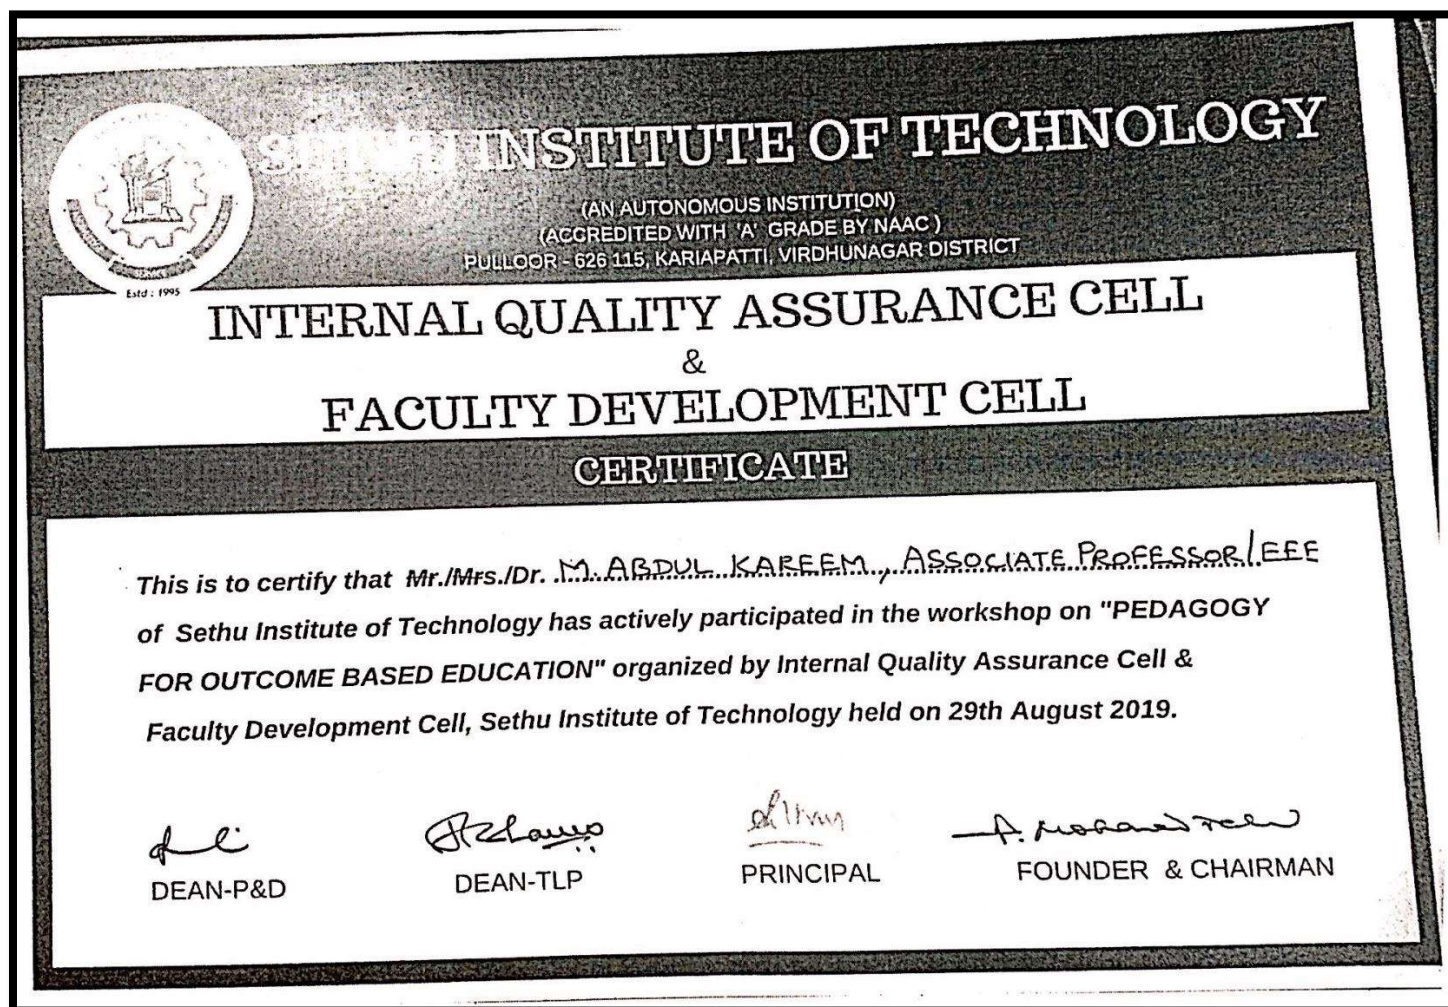 SETHU INSTITUTE OF TECHNOLOGY
(AN AUTONOMOUS INSTITUTION)
(ACCREDITED WITH 'A' GRADE BY NAAC )
PULLOOR - 626 115, KARIAPATTI, VIRDHUNAGAR DISTRICT
SERVICE
Estd : 1995
INTERNAL QUALITY ASSURANCE CELL
&
FACULTY DEVELOPMENT CELL
CERTIFICATE
This is to certify that Mr./Mrs./Dr. M. ABDUL KAREEM, ASSOCIATE PROFESSOR/EEE
of Sethu Institute of Technology has actively participated in the workshop on "PEDAGOGY
FOR OUTCOME BASED EDUCATION" organized by Internal Quality Assurance Cell &
Faculty Development Cell, Sethu Institute of Technology held on 29th August 2019.
DEAN-P&D
DEAN-TLP
PRINCIPAL
FOUNDER & CHAIRMAN